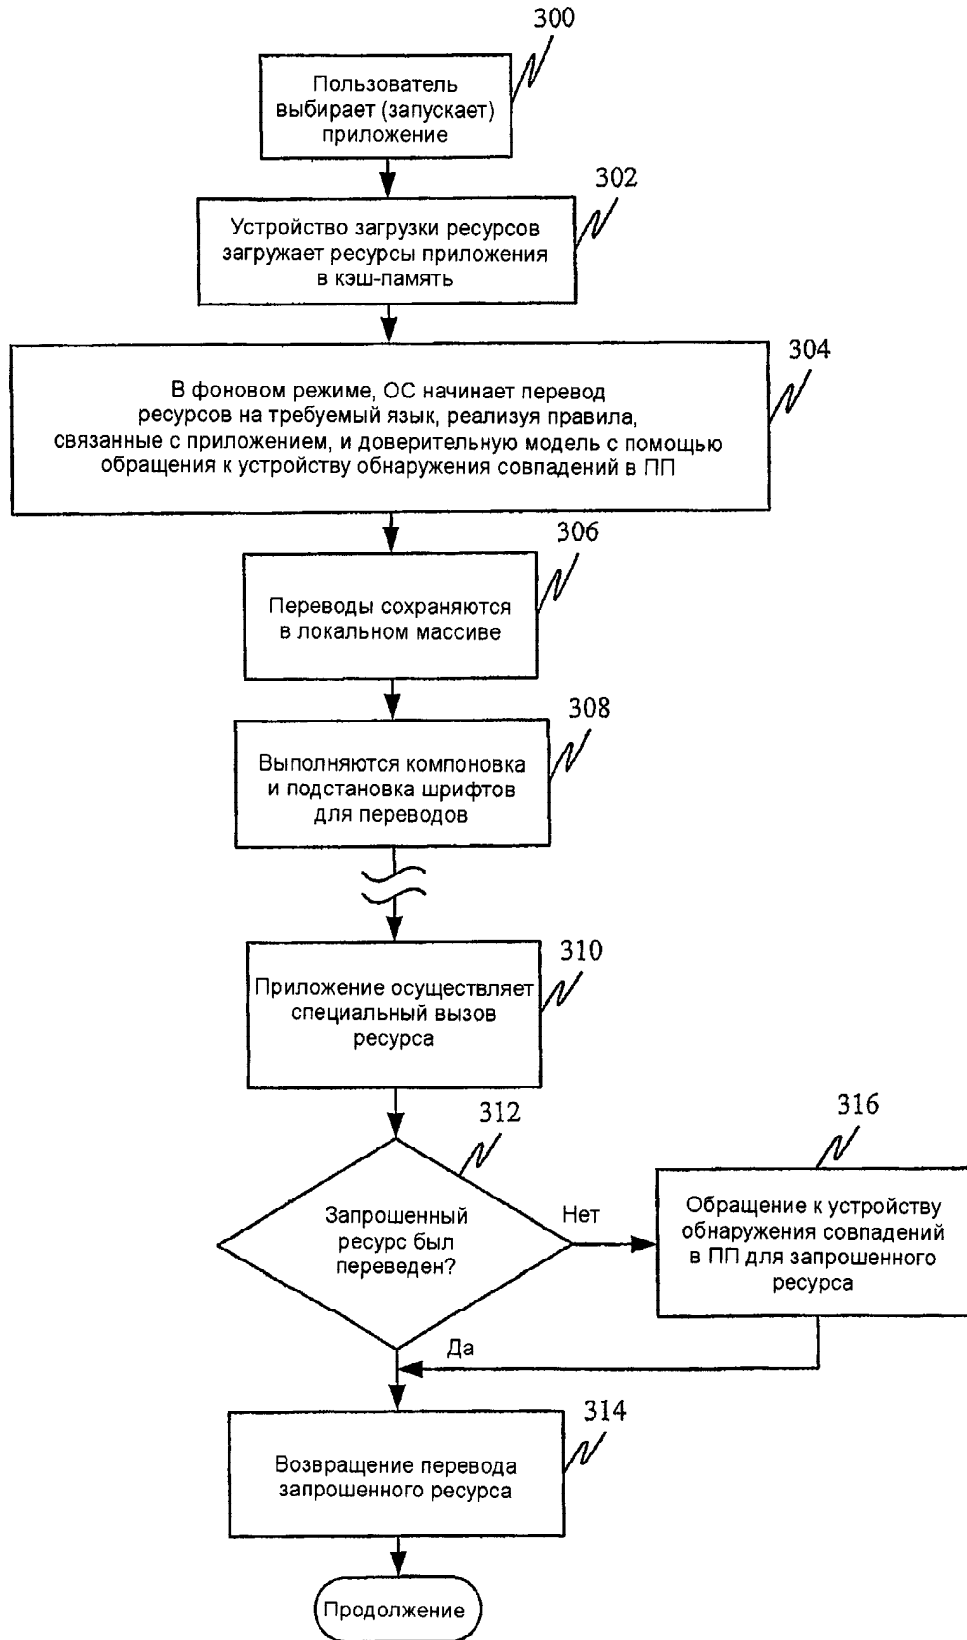 300
Пользователь
выбирает (запускает)
приложение
302
Устройство загрузки ресурсов
загружает ресурсы приложения
в кэш-память
304
В фоновом режиме, ОС начинает перевод
ресурсов на требуемый язык, реализуя правила,
связанные с приложением, и доверительную модель с помощью
обращения к устройству обнаружения совпадений в ПП
306
Переводы сохраняются
в локальном массиве
308
Выполняются компоновка
и подстановка шрифтов
для переводов
310
Приложение осуществляет
специальный вызов
ресурса
312
Запрошенный
ресурс был
переведен?
Нет
316
Обращение к устройству
обнаружения совпадений
в ПП для запрошенного
ресурса
Да
314
Возвращение перевода
запрошенного ресурса
Продолжение